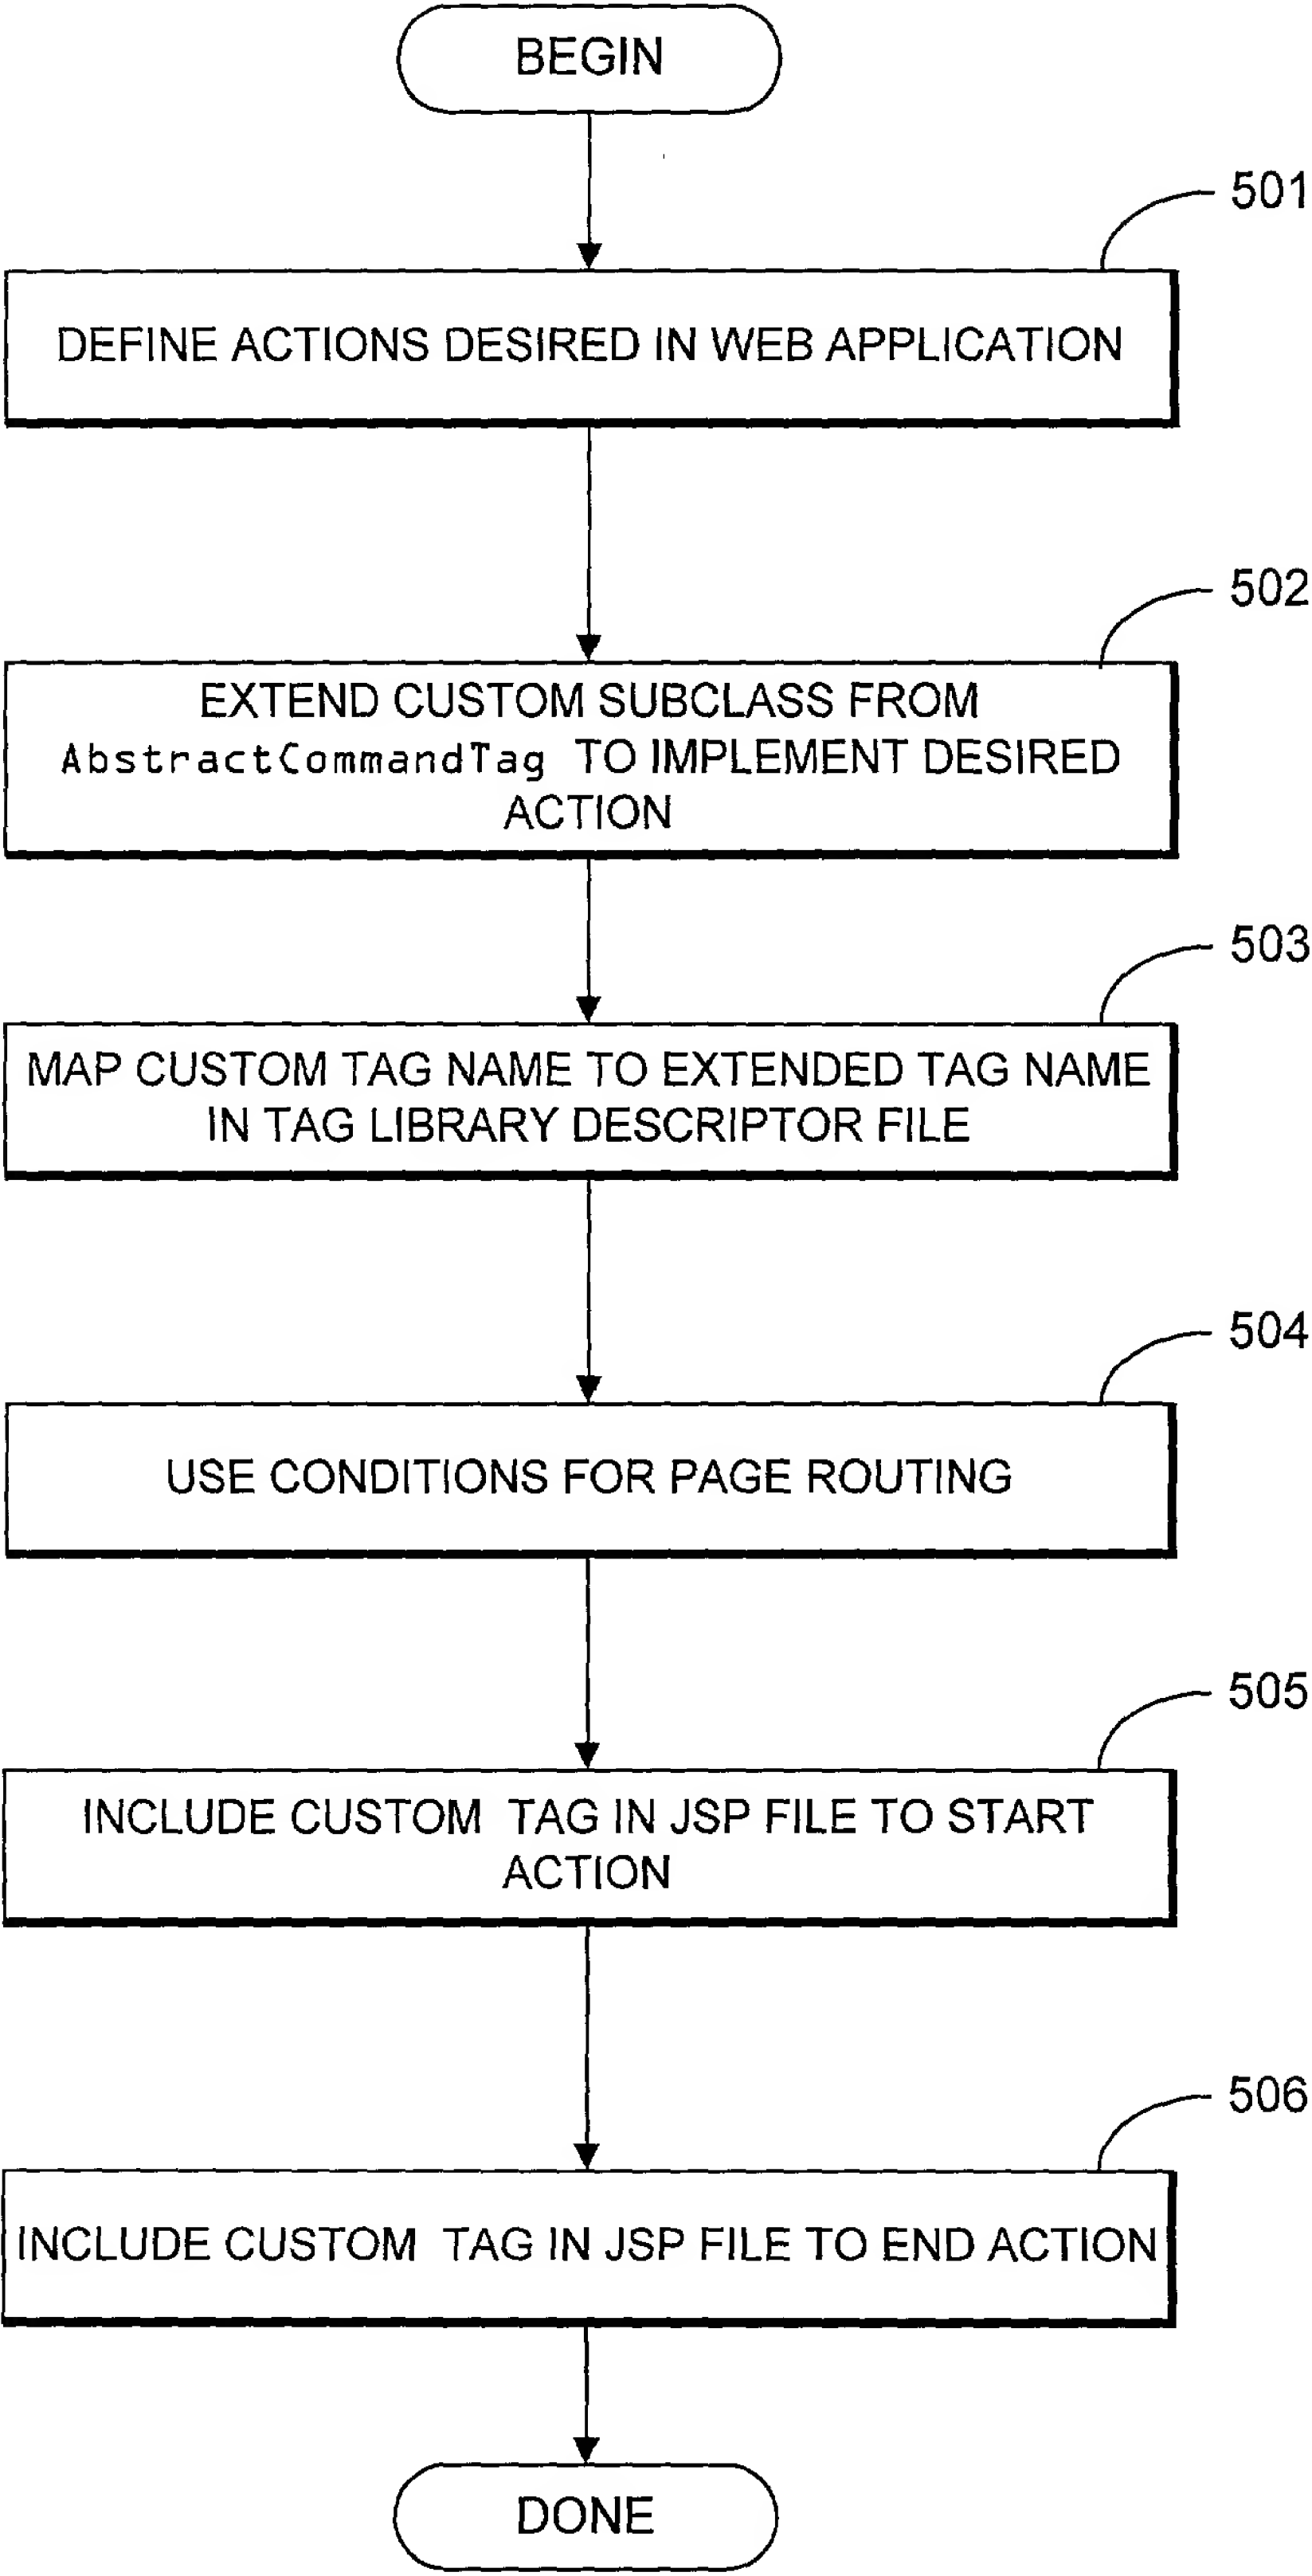 BEGIN
501
DEFINE ACTIONS DESIRED IN WEB APPLICATION
502
EXTEND CUSTOM SUBCLASS FROM
AbstractCommandTag TO IMPLEMENT DESIRED
ACTION
503
MAP CUSTOM TAG NAME TO EXTENDED TAG NAME
IN TAG LIBRARY DESCRIPTOR FILE
504
USE CONDITIONS FOR PAGE ROUTING
505
INCLUDE CUSTOM TAG IN JSP FILE TO START
ACTION
506
INCLUDE CUSTOM TAG IN JSP FILE TO END ACTION
DONE